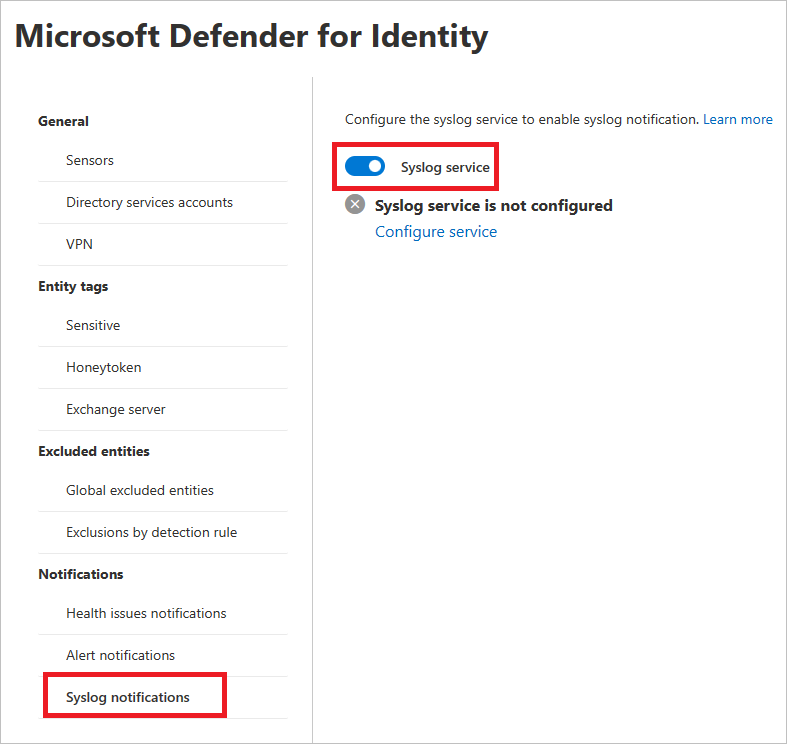 Microsoft Defender for Identity
General
Sensors
Directory services accounts
VPN
Entity tags
Sensitive
Honeytoken
Exchange server
Excluded entities
Global excluded entities
Exclusions by detection rule
Notifications
Health issues notifications
Alert notifications
Syslog notifications
Configure the syslog service to enable syslog notification. Learn more
Syslog service
Syslog service is not configured
Configure service